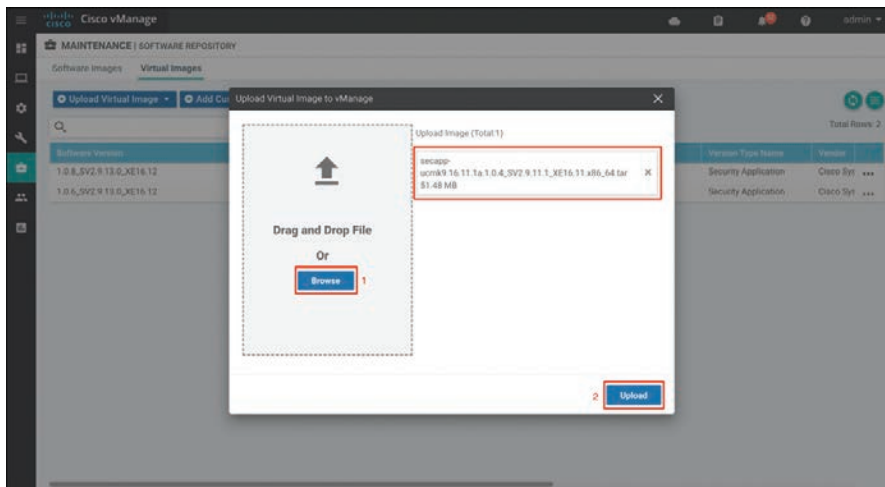 cisco Cisco vManage
admin
MAINTENANCE | SOFTWARE REPOSITORY
Software Images Virtual Images
Upload Virtual Image
Add Cu
Upload Virtual Image to vManage
Total Rows: 2
Software Version
Version Type Name
Vendor
1.0.8_SV2.9.13.0_XE16.12
Security Application
Cisco Syt
1.0.6_SV2.9.13.0_XE16.12
Security Application
Cisco Syt
Upload Image (Total 1)
secapp-
ucmk9.16.11.1a.1.0.4_SV2.9.11.1_XE16.11.x86_64.tar
51.48 MB
Drag and Drop File
Or
Browse
1
2
Upload